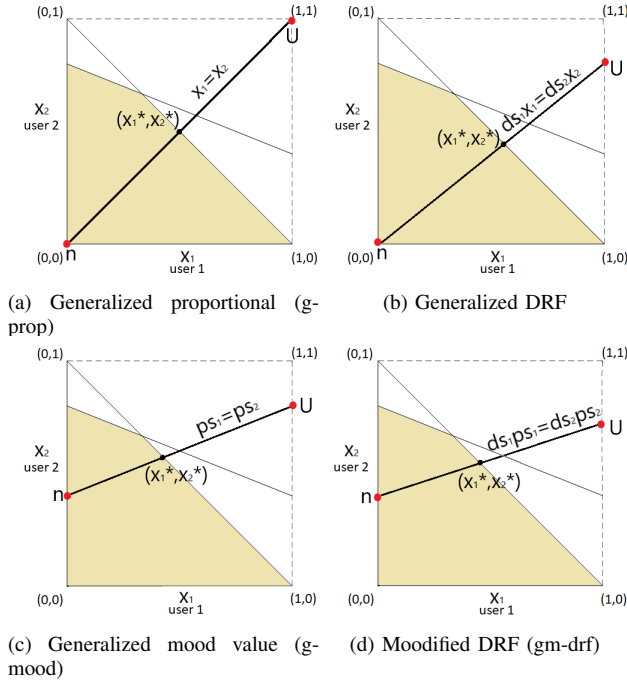 (0,1) (1,1)
U
x₁=x₂
X₂
user 2
(x₁*,x₂*)
(0,0) n X₁ (1,0)
user 1
(a) Generalized proportional (g-
prop)
(0,1) (1,1)
U
ds₁x₁=ds₂x₂
X₂
user 2
(x₁*,x₂*)
(0,0) n X₁ (1,0)
user 1
(b) Generalized DRF
(0,1) (1,1)
U
ps₁=ps₂
X₂
user 2
(x₁*,x₂*)
n
(0,0) X₁ (1,0)
user 1
(c) Generalized mood value (g-
mood)
(0,1) (1,1)
U
ds₁ps₁=ds₂ps₂
X₂
user 2
(x₁*,x₂*)
n
(0,0) X₁ (1,0)
user 1
(d) Moodified DRF (gm-drf)